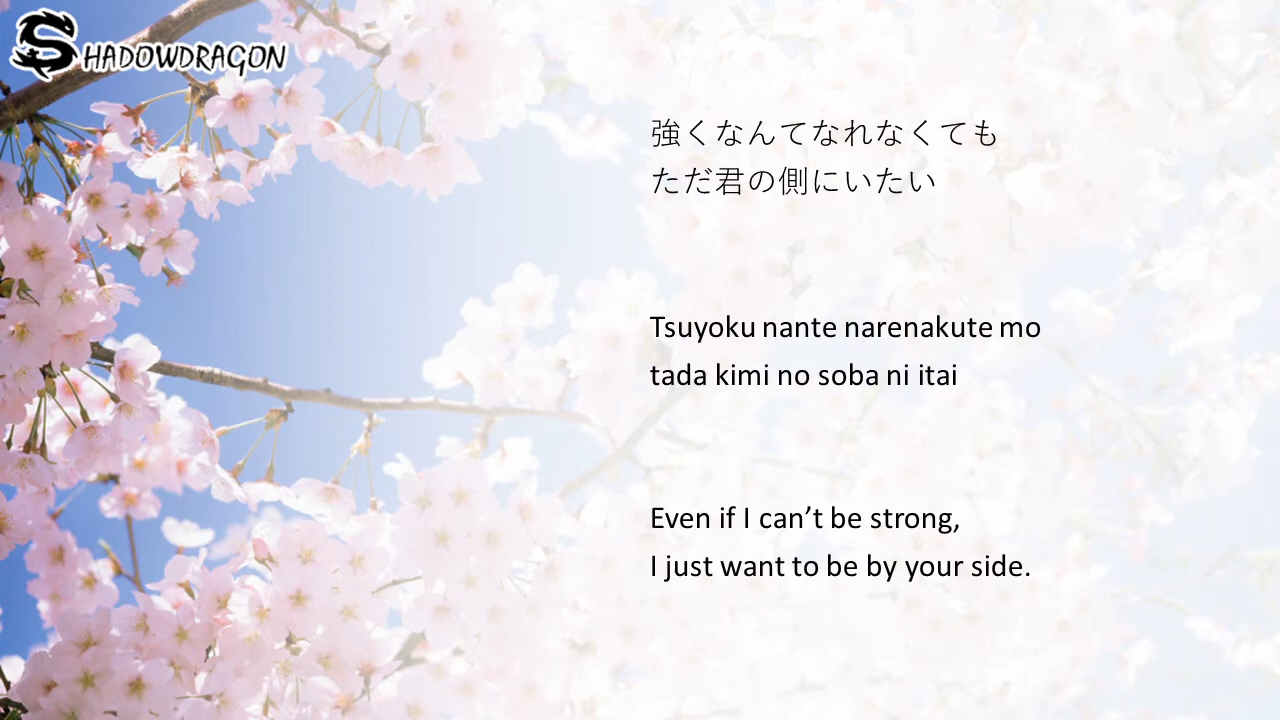 SHADOWDRAGON
強くなんてなれなくても
ただ君の側にいたい
Tsuyoku nante narenakute mo
tada kimi no soba ni itai
Even if I can’t be strong,
I just want to be by your side.